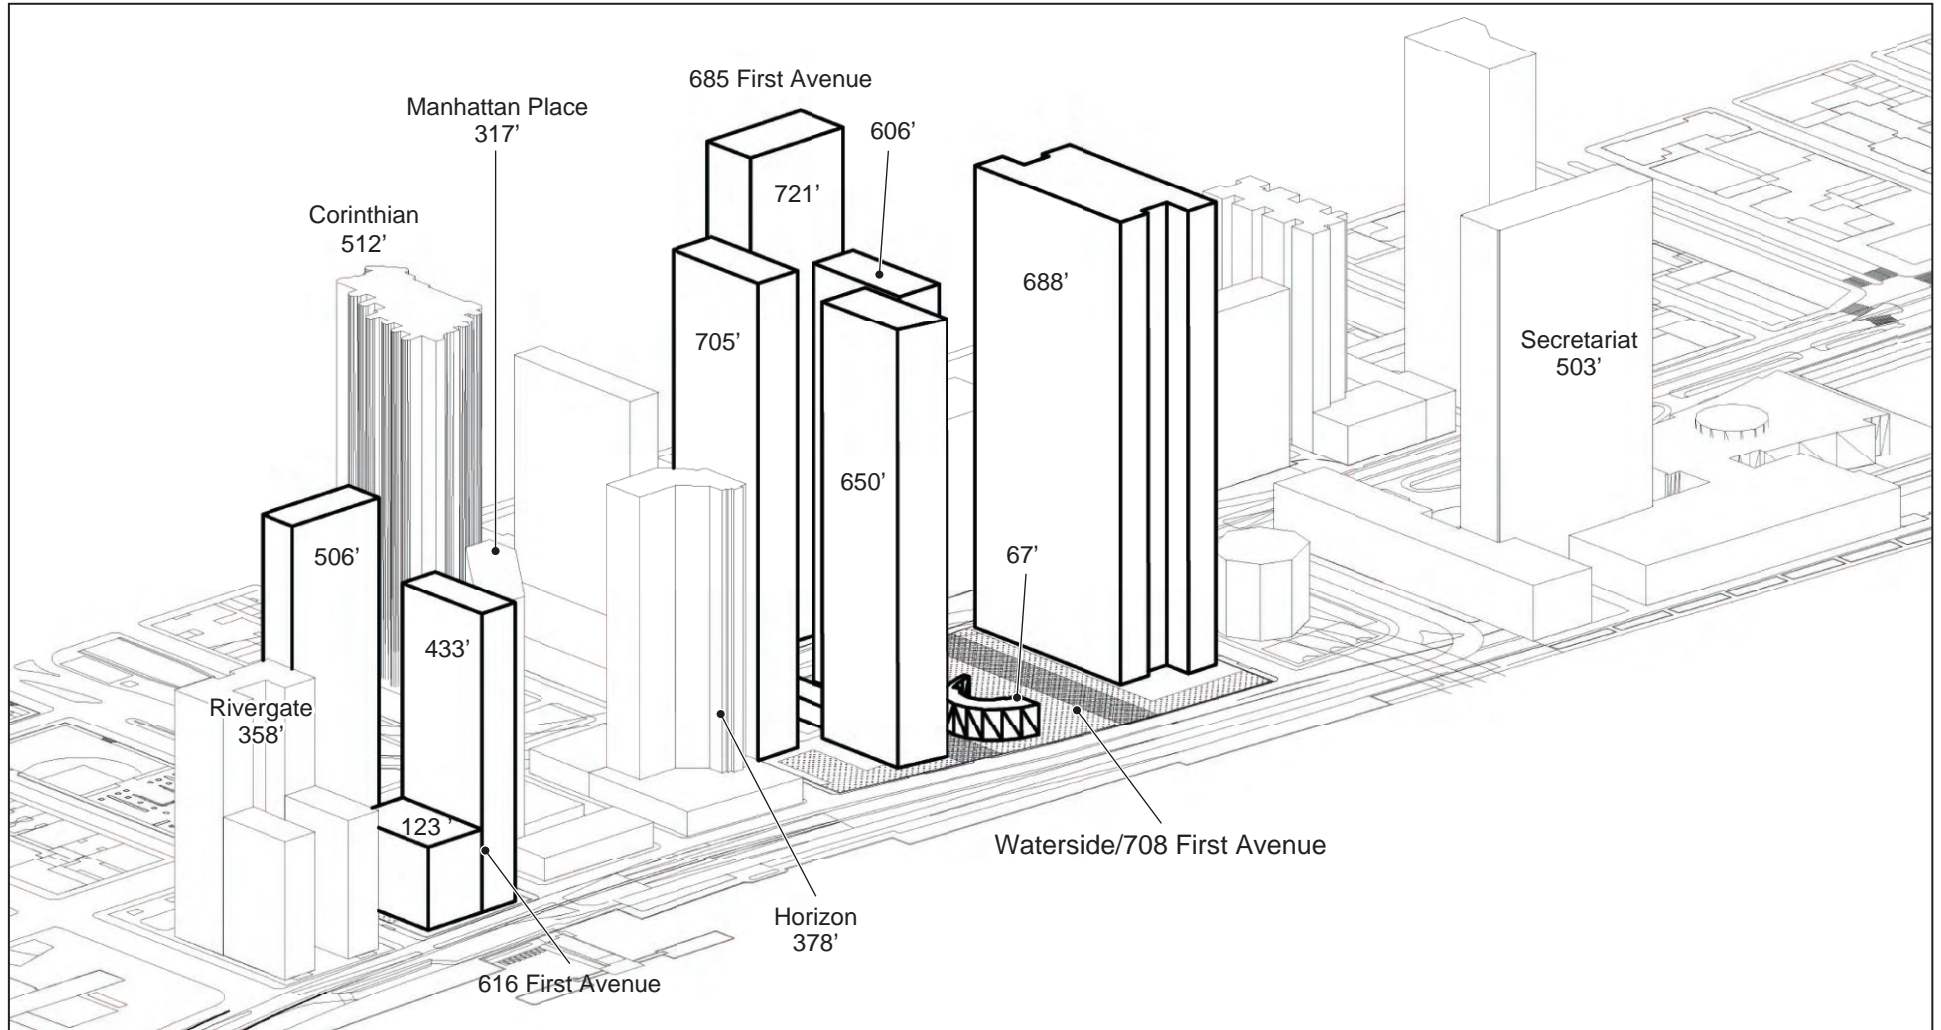 685 First Avenue
Manhattan Place
317’
606’
721’
Corinthian
512’
688’
705’
Secretariat
503’
650’
506’
67’
433’
Rivergate
358’
123 ’
Waterside/708 First Avenue
Horizon
378’
616 First Avenue